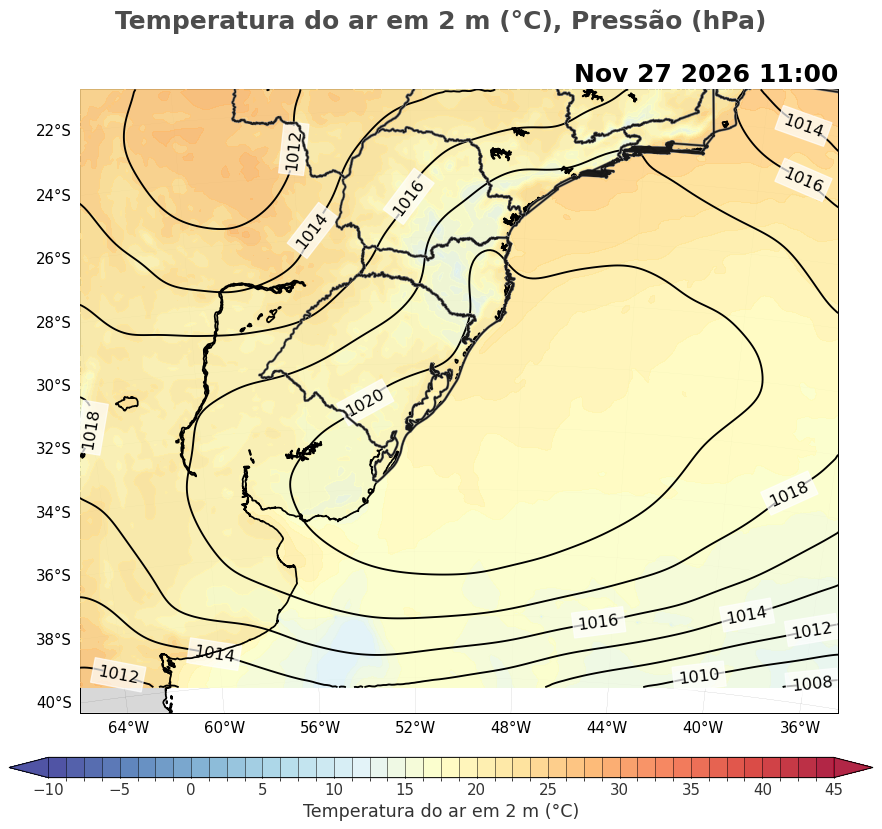 Temperatura do ar em 2 m (°C), Pressão (hPa)
Nov 27 2026 11:00
22°S
24°S
26°S
28°S
30°S
32°S
34°S
36°S
38°S
40°S
1012
1014
1016
1014
1016
1018
1020
1018
1016
1014
1012
1010
1008
1014
1012
64°W
60°W
56°W
52°W
48°W
44°W
40°W
36°W
−10
−5
0
5
10
15
20
25
30
35
40
45
Temperatura do ar em 2 m (°C)